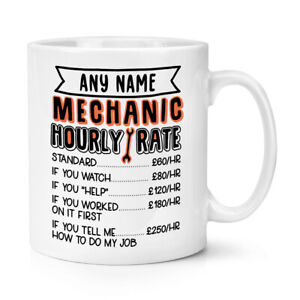 ANY NAME
MECHANIC
HOURLY RATE
STANDARD............ £60/HR
IF YOU WATCH....... £80/HR
IF YOU "HELP"....... £120/HR
IF YOU WORKED..... £180/HR
ON IT FIRST
IF YOU TELL ME..... £250/HR
HOW TO DO MY JOB